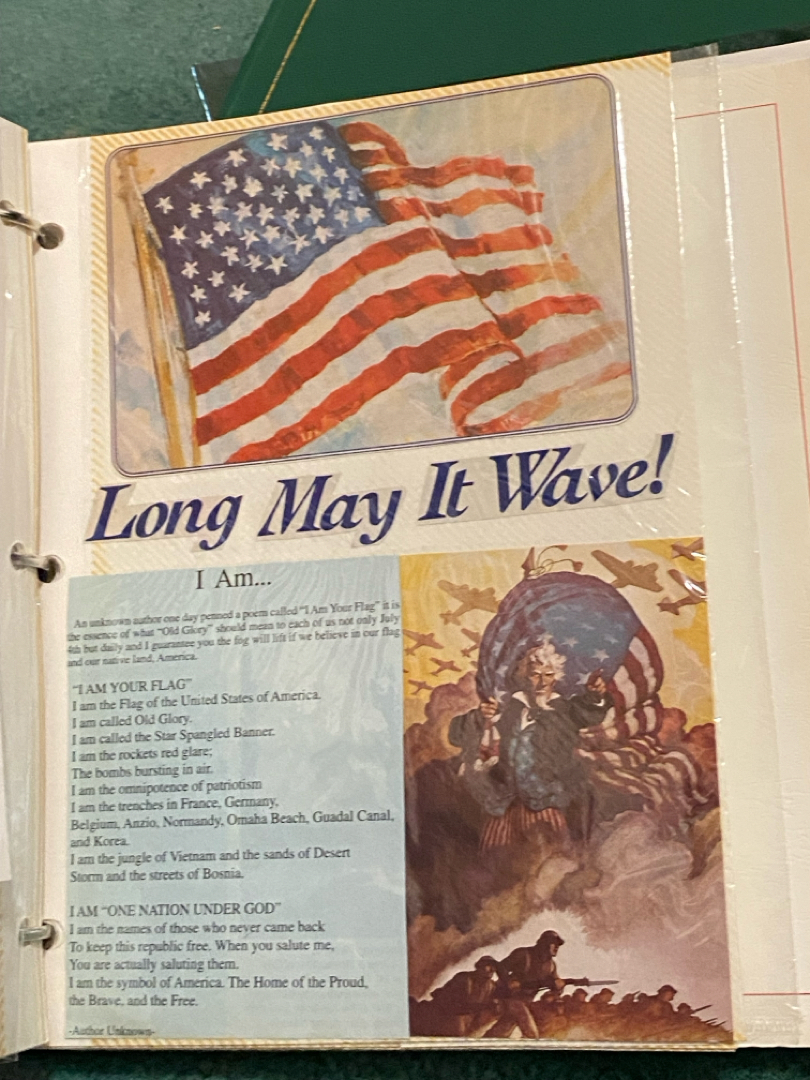 Long May It Wave!
I Am...
An unknown author one day penned a poem called "I Am Your Flag" it is
the essence of what "Old Glory" should mean to each of us not only July
4th but daily and I guarantee you the fog will lift if we believe in our flag
and our native land, America.
"I AM YOUR FLAG"
I am the Flag of the United States of America.
I am called Old Glory.
I am called the Star Spangled Banner.
I am the rockets red glare;
The bombs bursting in air.
I am the omnipotence of patriotism
I am the trenches in France, Germany,
Belgium, Anzio, Normandy, Omaha Beach, Guadal Canal,
and Korea.
I am the jungle of Vietnam and the sands of Desert
Storm and the streets of Bosnia.
I AM "ONE NATION UNDER GOD"
I am the names of those who never came back
To keep this republic free. When you salute me,
You are actually saluting them.
I am the symbol of America. The Home of the Proud,
the Brave, and the Free.
-Author Unknown-